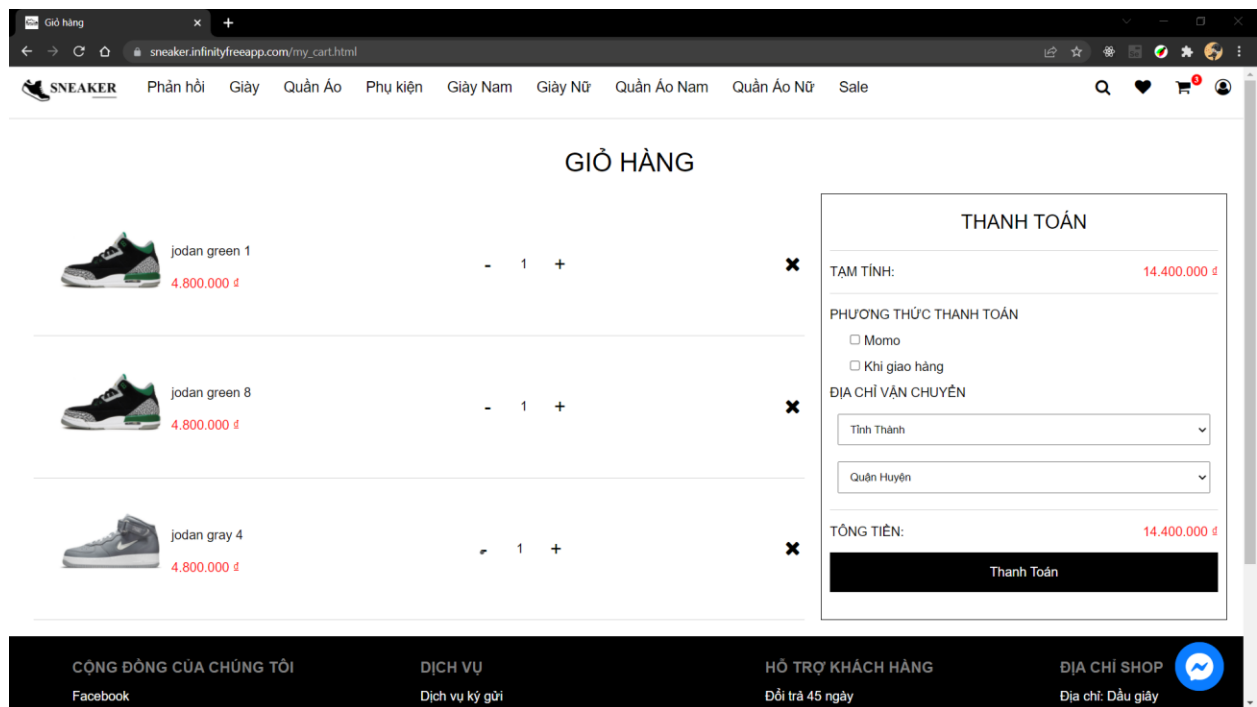 Giỏ hàng
sneaker.infinityfreeapp.com/my_cart.html
SNEAKER Phản hồi Giày Quần Áo Phụ kiện Giày Nam Giày Nữ Quần Áo Nam Quần Áo Nữ Sale 3
GIỎ HÀNG
jodan green 1
4.800.000 ₫
- 1 +
jodan green 8
4.800.000 ₫
- 1 +
jodan gray 4
4.800.000 ₫
- 1 +
THANH TOÁN
TẠM TÍNH: 14.400.000 ₫
PHƯƠNG THỨC THANH TOÁN
Momo
Khi giao hàng
ĐỊA CHỈ VẬN CHUYỂN
Tỉnh Thành
Quận Huyện
TỔNG TIỀN: 14.400.000 ₫
Thanh Toán
CỘNG ĐỒNG CỦA CHÚNG TÔI DỊCH VỤ HỖ TRỢ KHÁCH HÀNG ĐỊA CHỈ SHOP
Facebook Dịch vụ ký gửi Đổi trả 45 ngày Địa chỉ: Dầu giây